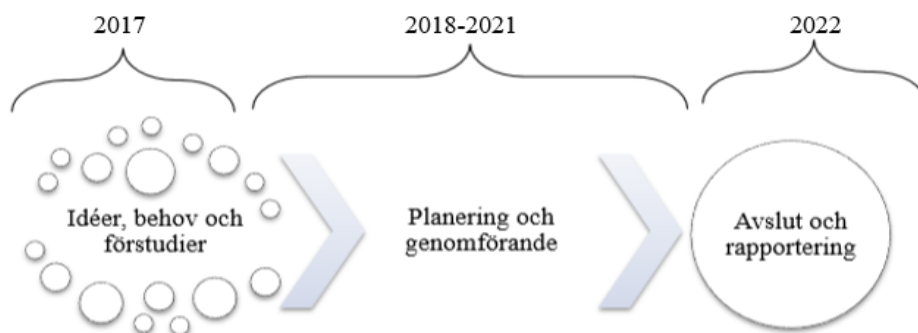 2017
2018-2021
2022
Idéer, behov och
förstudier
Planering och
genomförande
Avslut och
rapportering